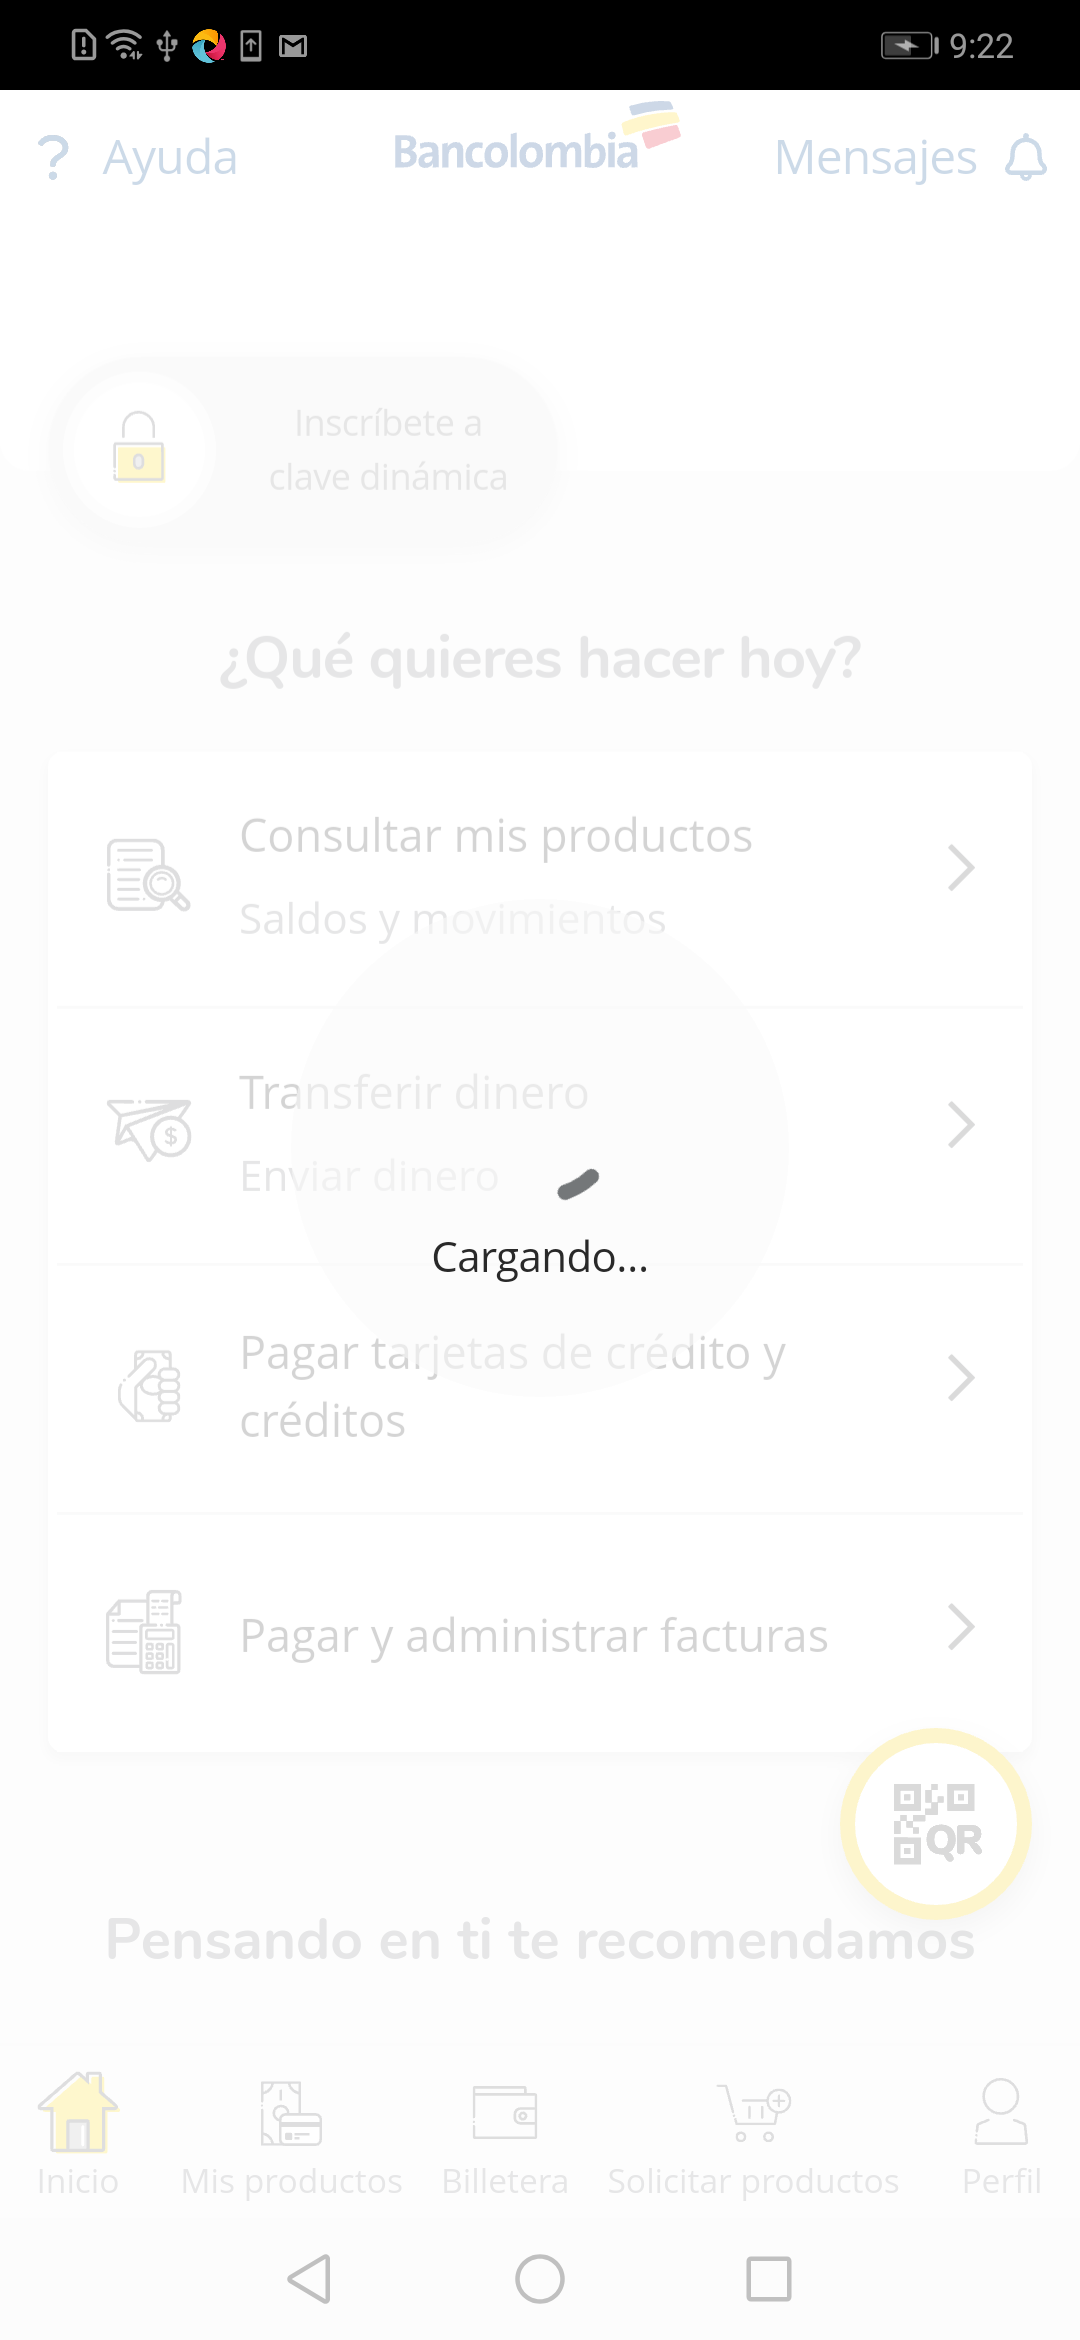 9:22
? Ayuda
Bancolombia
Mensajes
Inscríbete a
clave dinámica
¿Qué quieres hacer hoy?
Consultar mis productos
Saldos y movimientos
Transferir dinero
Enviar dinero
$
Cargando...
Pagar tarjetas de crédito y
créditos
Pagar y administrar facturas
QR
Pensando en ti te recomendamos
Inicio
Mis productos
Billetera
Solicitar productos
Perfil